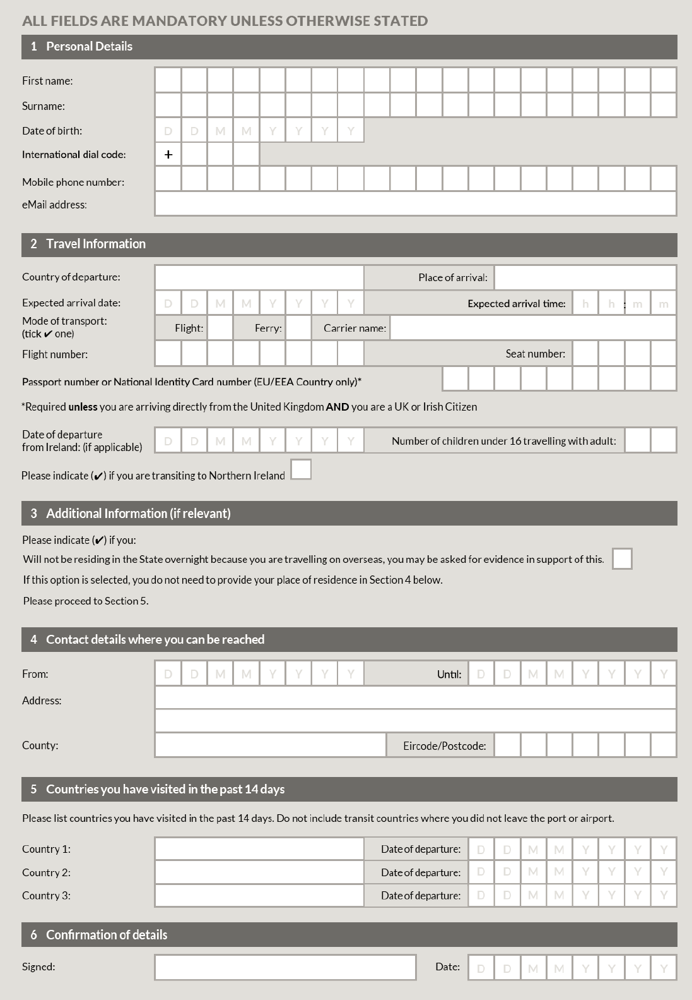 ALL FIELDS ARE MANDATORY UNLESS OTHERWISE STATED
1 Personal Details
First name:
Surname:
Date of birth: D D M M Y Y Y Y
International dial code: +
Mobile phone number:
eMail address:
2 Travel Information
Country of departure: Place of arrival:
Expected arrival date: D D M M Y Y Y Y Expected arrival time: h h : m m
Mode of transport:
(tick ✔ one) Flight: Ferry: Carrier name:
Flight number: Seat number:
Passport number or National Identity Card number (EU/EEA Country only)*
*Required unless you are arriving directly from the United Kingdom AND you are a UK or Irish Citizen
Date of departure
from Ireland: (if applicable) D D M M Y Y Y Y Number of children under 16 travelling with adult:
Please indicate (✔) if you are transiting to Northern Ireland
3 Additional Information (if relevant)
Please indicate (✔) if you:
Will not be residing in the State overnight because you are travelling on overseas, you may be asked for evidence in support of this.
If this option is selected, you do not need to provide your place of residence in Section 4 below.
Please proceed to Section 5.
4 Contact details where you can be reached
From: D D M M Y Y Y Y Until: D D M M Y Y Y Y
Address:
County: Eircode/Postcode:
5 Countries you have visited in the past 14 days
Please list countries you have visited in the past 14 days. Do not include transit countries where you did not leave the port or airport.
Country 1: Date of departure: D D M M Y Y Y Y
Country 2: Date of departure: D D M M Y Y Y Y
Country 3: Date of departure: D D M M Y Y Y Y
6 Confirmation of details
Signed: Date: D D M M Y Y Y Y